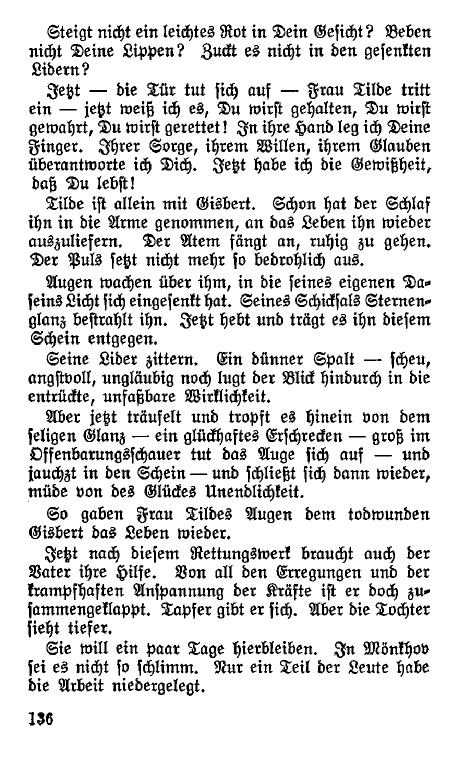 Steigt nicht ein leichtes Rot in Dein Gesicht? Beben
nicht Deine Lippen? Zuckt es nicht in den gesenkten
Lidern?
Jetzt — die Tür tut sich auf — Frau Tilde tritt
ein — jetzt weiß ich es, Du wirst gehalten, Du wirst
gewahrt, Du wirst gerettet! In ihre Hand leg ich Deine
Finger. Ihrer Sorge, ihrem Willen, ihrem Glauben
überantworte ich Dich. Jetzt habe ich die Gewißheit,
daß Du lebst!
Tilde ist allein mit Gisbert. Schon hat der Schlaf
ihn in die Arme genommen, an das Leben ihn wieder
auszuliefern. Der Atem fängt an, ruhig zu gehen.
Der Puls setzt nicht mehr so bedrohlich aus.
Augen wachen über ihm, in die seines eigenen Da-
seins Licht sich eingesenkt hat. Seines Schicksals Sternen-
glanz bestrahlt ihn. Jetzt hebt und trägt es ihn diesem
Schein entgegen.
Seine Lider zittern. Ein dünner Spalt — scheu,
angstvoll, ungläubig noch lugt der Blick hindurch in die
entrückte, unfaßbare Wirklichkeit.
Aber jetzt träufelt und tropft es hinein von dem
seligen Glanz — ein glückhaftes Erschrecken — groß im
Offenbarungsschauer tut das Auge sich auf — und
jauchzt in den Schein — und schließt sich dann wieder,
müde von des Glückes Unendlichkeit.
So gaben Frau Tildes Augen dem todwunden
Gisbert das Leben wieder.
Jetzt nach diesem Rettungswerk braucht auch der
Vater ihre Hilfe. Von all den Erregungen und der
krampfhaften Anspannung der Kräfte ist er doch zu-
sammengeklappt. Tapfer gibt er sich. Aber die Tochter
sieht tiefer.
Sie will ein paar Tage hierbleiben. In Mönkhov
sei es nicht so schlimm. Nur ein Teil der Leute habe
die Arbeit niedergelegt.
136